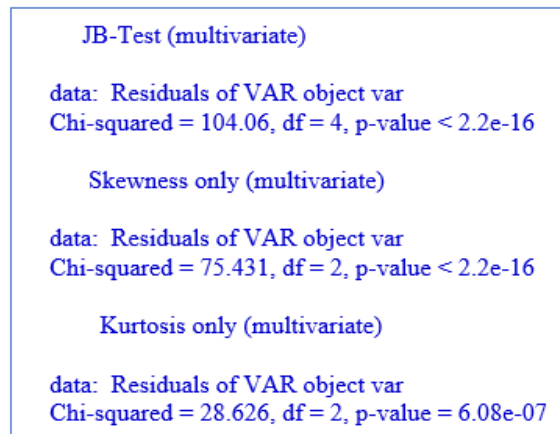 JB-Test (multivariate)
data: Residuals of VAR object var
Chi-squared = 104.06, df = 4, p-value < 2.2e-16
Skewness only (multivariate)
data: Residuals of VAR object var
Chi-squared = 75.431, df = 2, p-value < 2.2e-16
Kurtosis only (multivariate)
data: Residuals of VAR object var
Chi-squared = 28.626, df = 2, p-value = 6.08e-07